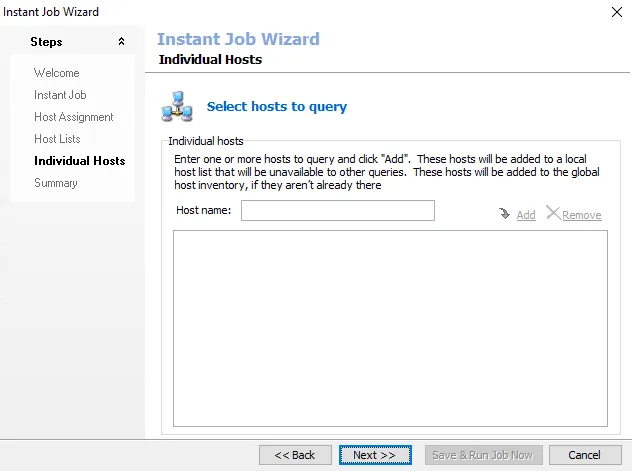 Instant Job Wizard
Steps
Welcome
Instant Job
Host Assignment
Host Lists
Individual Hosts
Summary
Instant Job Wizard
Individual Hosts
Select hosts to query
Individual hosts
Enter one or more hosts to query and click "Add". These hosts will be added to a local
host list that will be unavailable to other queries. These hosts will be added to the global
host inventory, if they aren't already there
Host name:
Add
Remove
<< Back
Next >>
Save & Run Job Now
Cancel